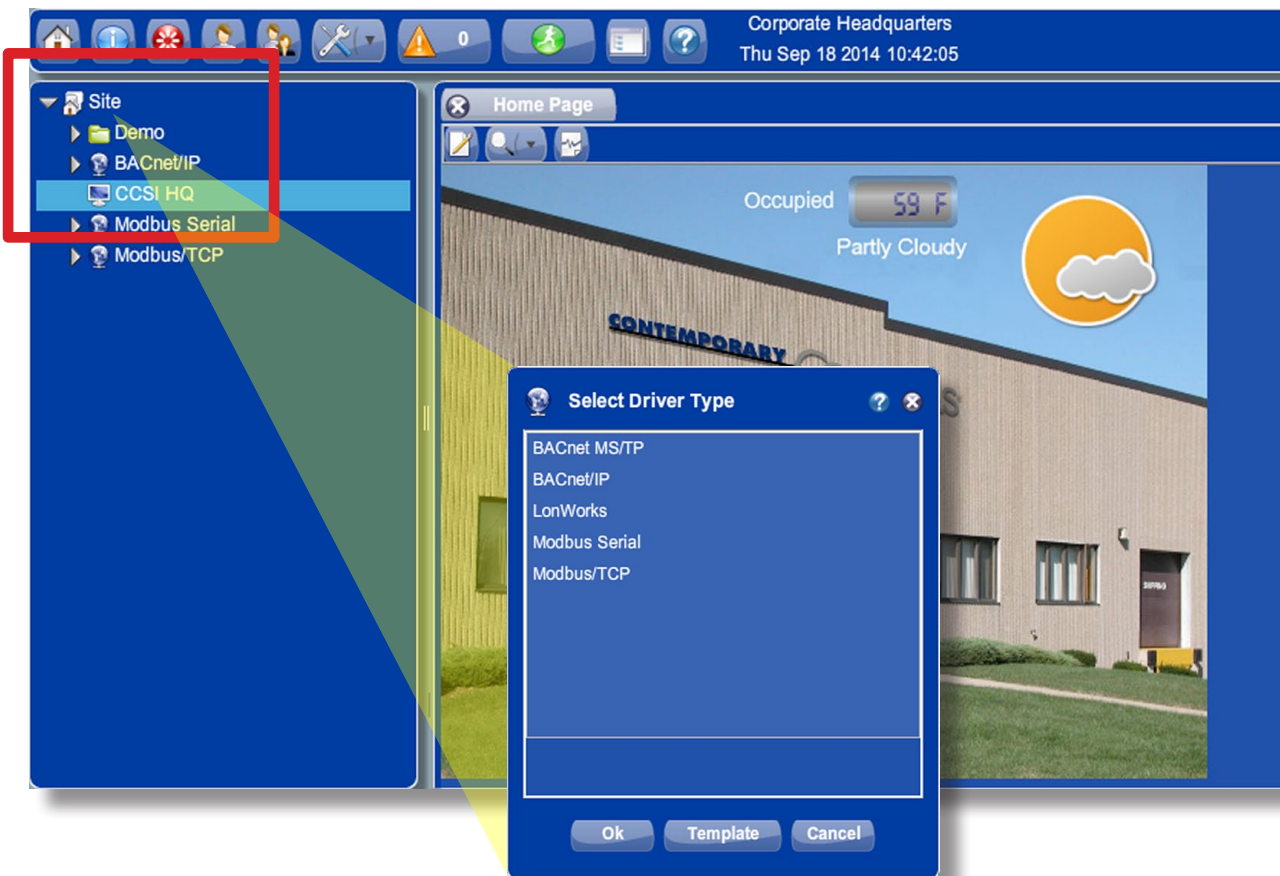 0
Corporate Headquarters
Thu Sep 18 2014 10:42:05
Site
Demo
BACnet/IP
CCSI HQ
Modbus Serial
Modbus/TCP
Home Page
Occupied
59 F
Partly Cloudy
CONTEMPORARY
S
SHIPPING
Select Driver Type
BACnet MS/TP
BACnet/IP
LonWorks
Modbus Serial
Modbus/TCP
Ok
Template
Cancel